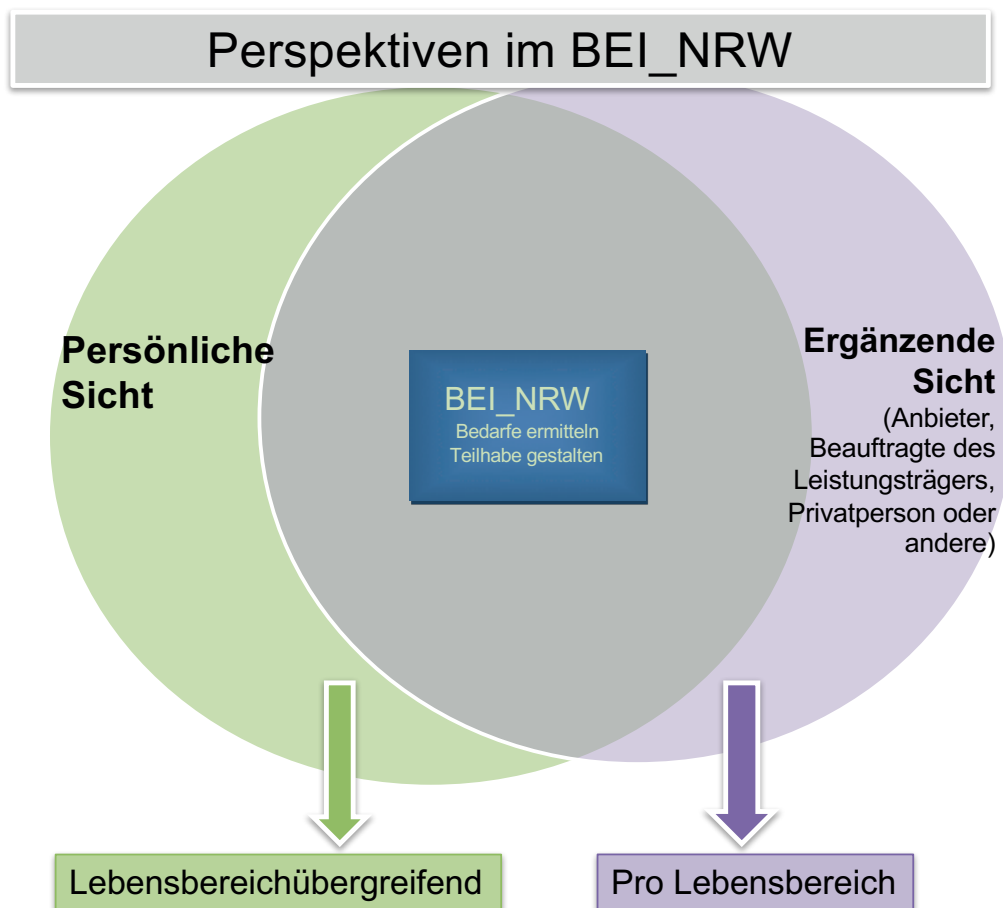 Perspektiven im BEI_NRW
Persönliche
Sicht
BEI_NRW
Bedarfe ermitteln
Teilhabe gestalten
Ergänzende
Sicht
(Anbieter,
Beauftragte des
Leistungsträgers,
Privatperson oder
andere)
Lebensbereichübergreifend
Pro Lebensbereich